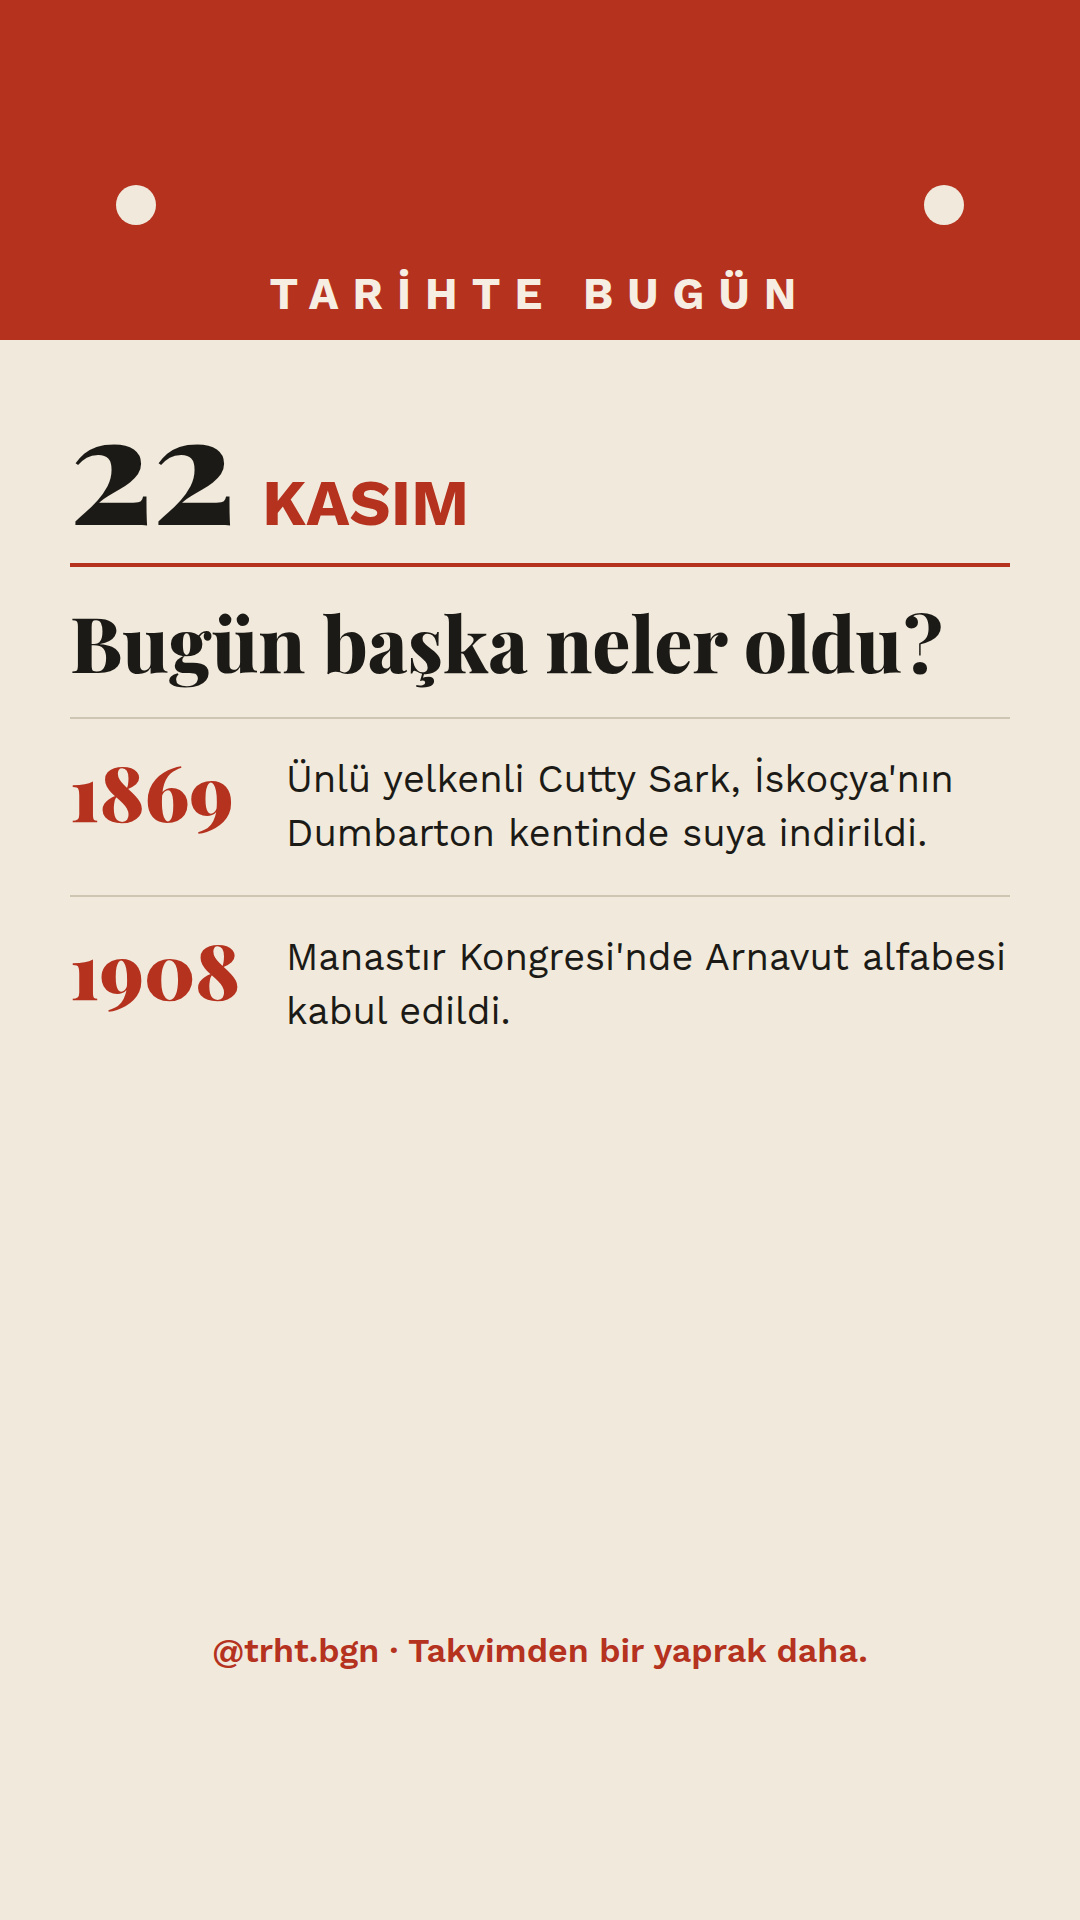 TARİHTE BUGÜN
22 KASIM
Bugün başka neler oldu?
1869 Ünlü yelkenli Cutty Sark, İskoçya'nın
Dumbarton kentinde suya indirildi.
1908 Manastır Kongresi'nde Arnavut alfabesi
kabul edildi.
@trht.bgn · Takvimden bir yaprak daha.